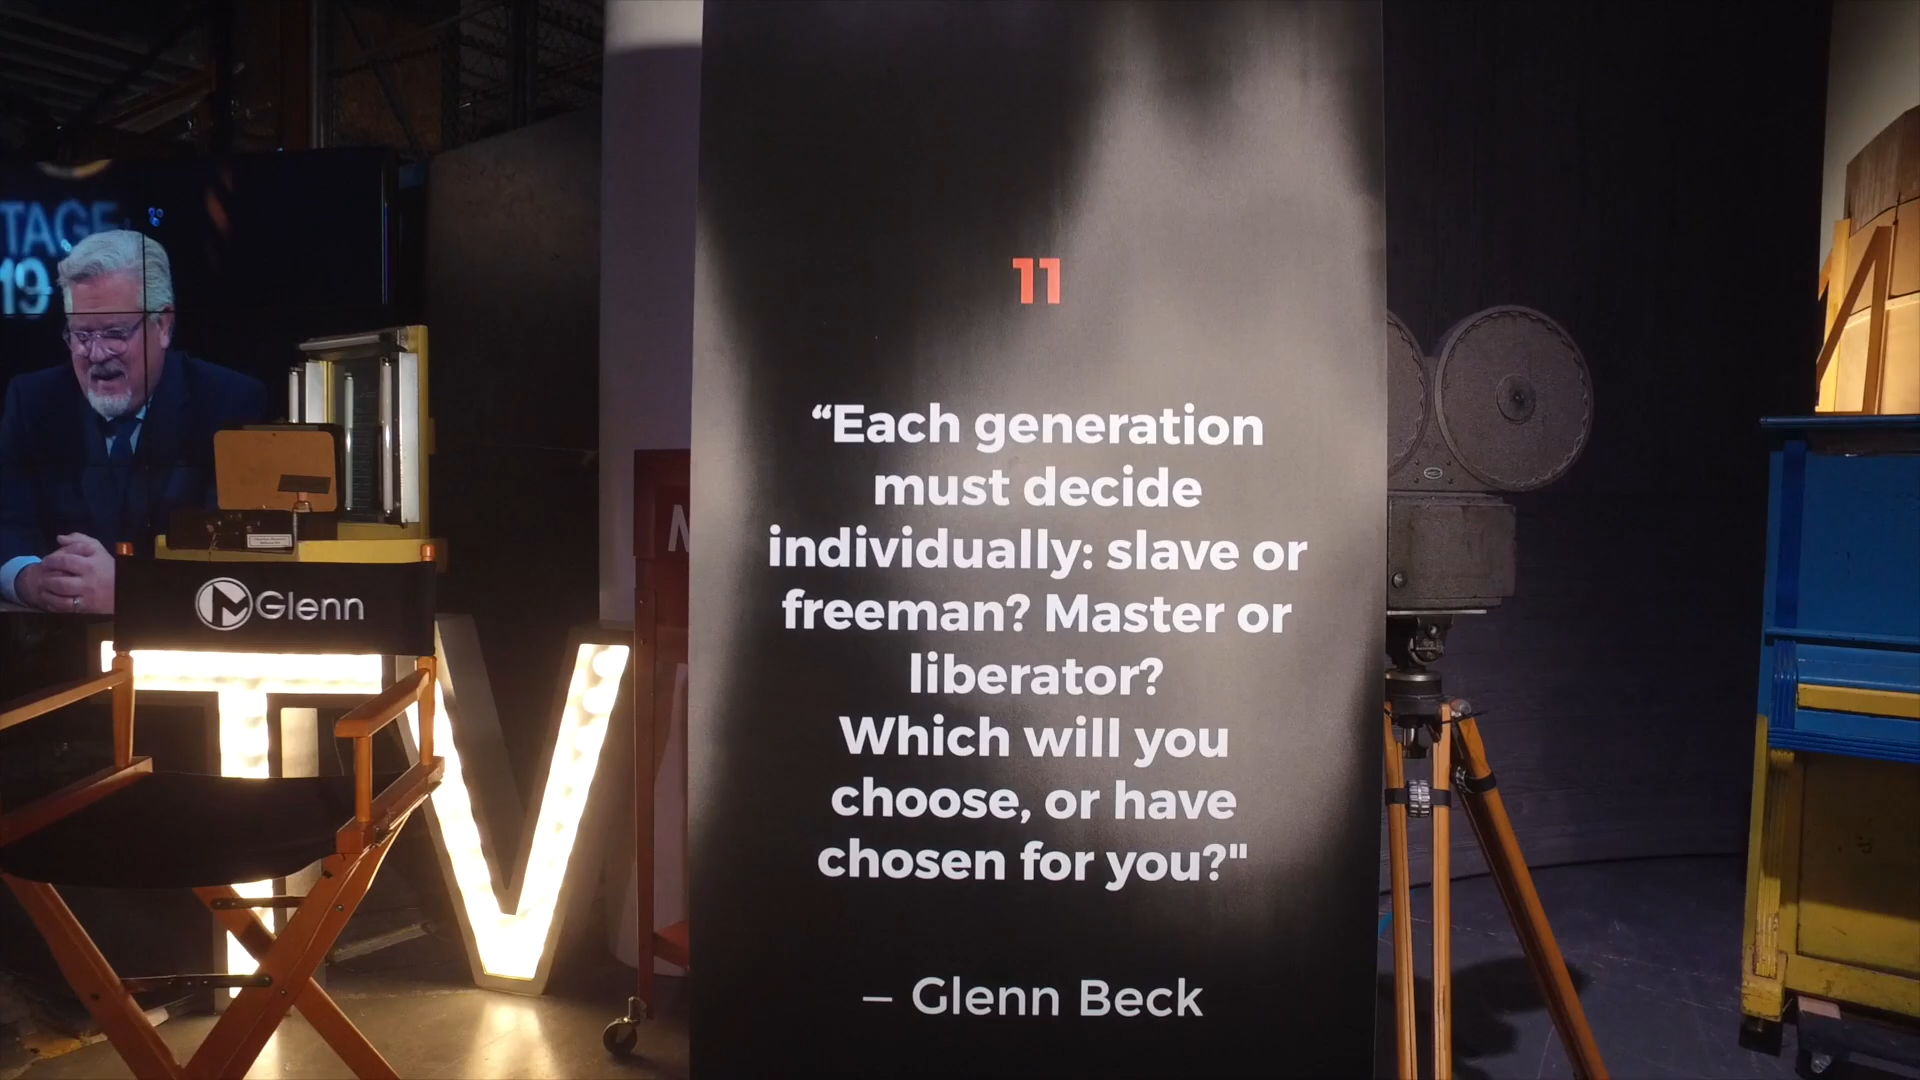 TAGE
19
Glenn
TV
"
“Each generation
must decide
individually: slave or
freeman? Master or
liberator?
Which will you
choose, or have
chosen for you?"
– Glenn Beck